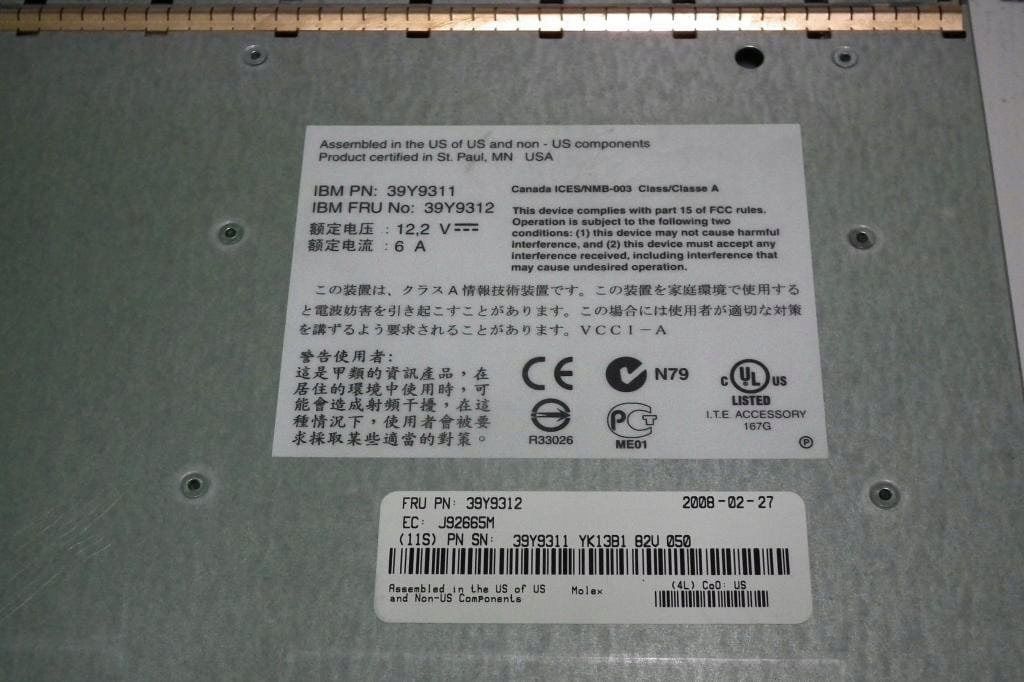 Assembled in the US of US and non - US components
Product certified in St. Paul, MN USA
IBM PN: 39Y9311
IBM FRU No: 39Y9312
额定电压 : 12,2 V
额定电流 : 6 A
Canada ICES/NMB-003 Class/Classe A
This device complies with part 15 of FCC rules.
Operation is subject to the following two
conditions: (1) this device may not cause harmful
interference, and (2) this device must accept any
interference received, including interference that
may cause undesired operation.
この装置は、クラスA情報技術装置です。この装置を家庭環境で使用する
と電波妨害を引き起こすことがあります。この場合には使用者が適切な対策
を講ずるよう要求されることがあります。VCCI－A
警告使用者:
這是甲類的資訊產品，在
居住的環境中使用時，可
能會造成射頻干擾，在這
種情況下，使用者會被要
求採取某些適當的對策。
CE
N79
C UL US
LISTED
I.T.E. ACCESSORY
167G
R33026
PCT
ME01
P
FRU PN: 39Y9312
2008-02-27
EC: J92665M
(11S) PN SN: 39Y9311 YK13B1 82U 050
Assembled in the US of US
and Non-US Components
Molex
(4L) CoO: US